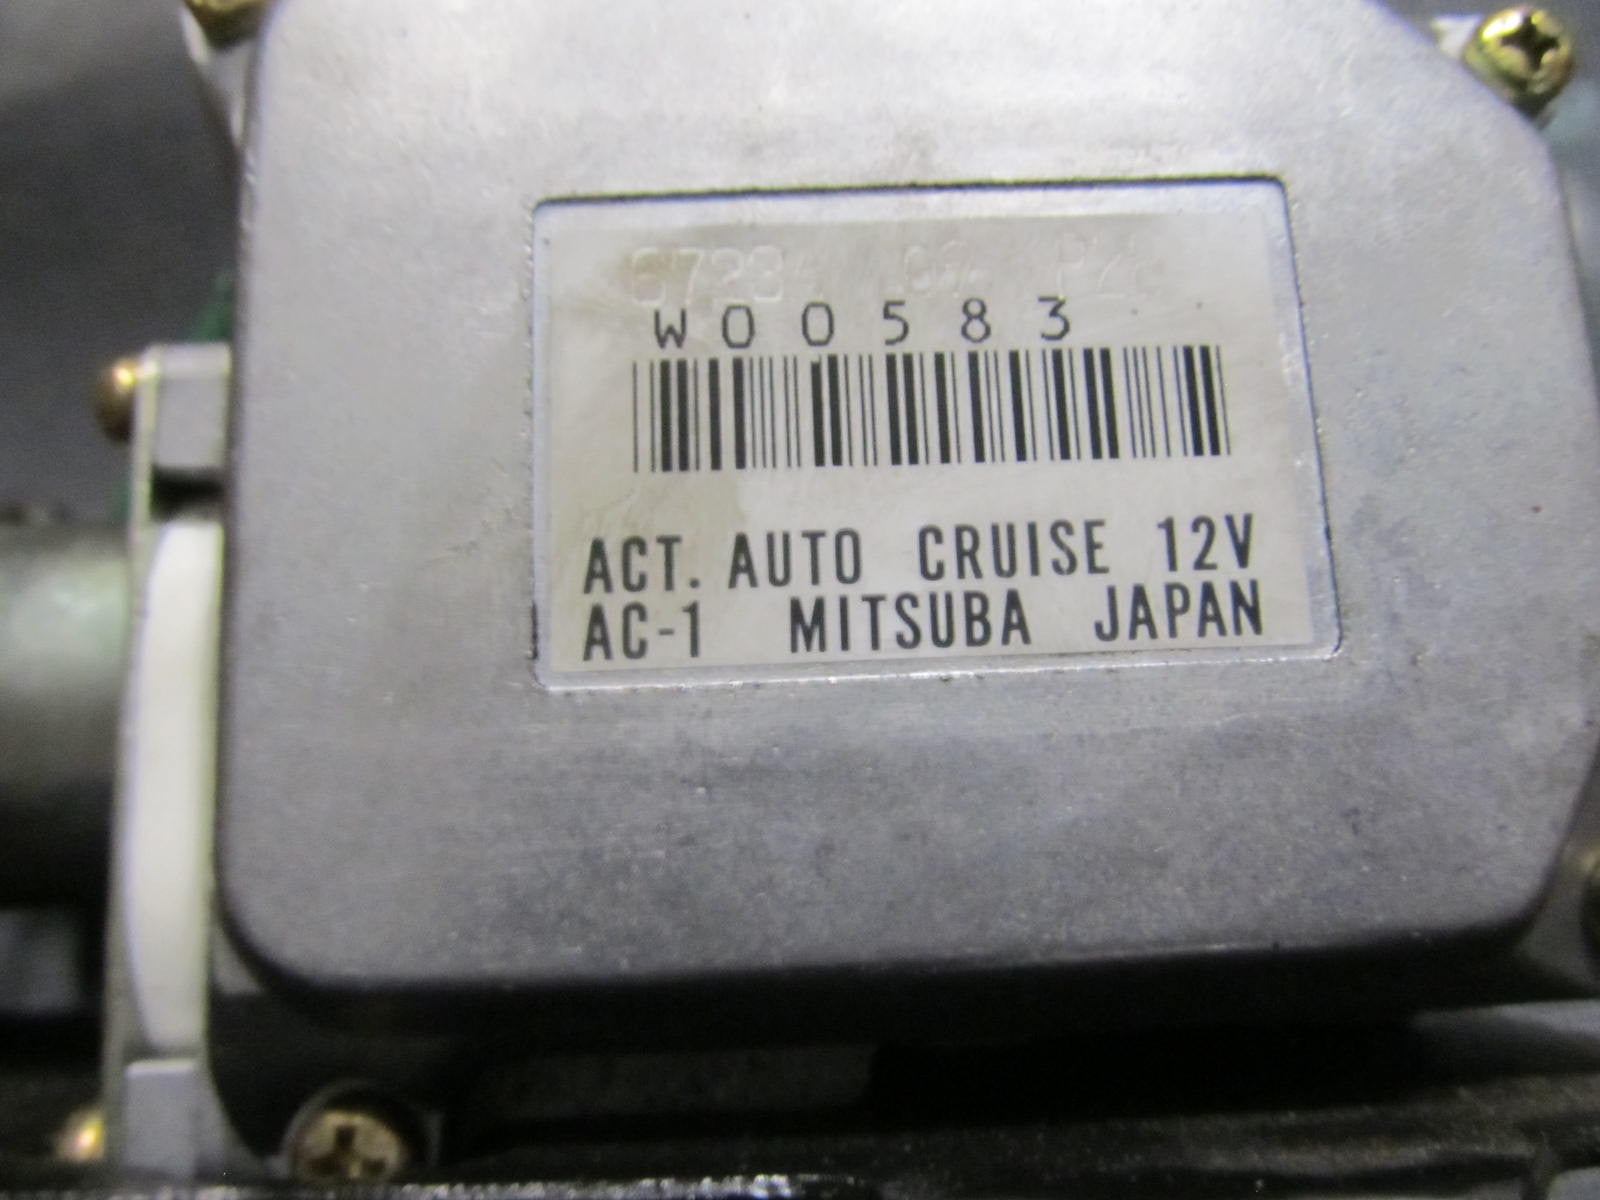 W00583
ACT. AUTO CRUISE 12V
AC-1 MITSUBA JAPAN